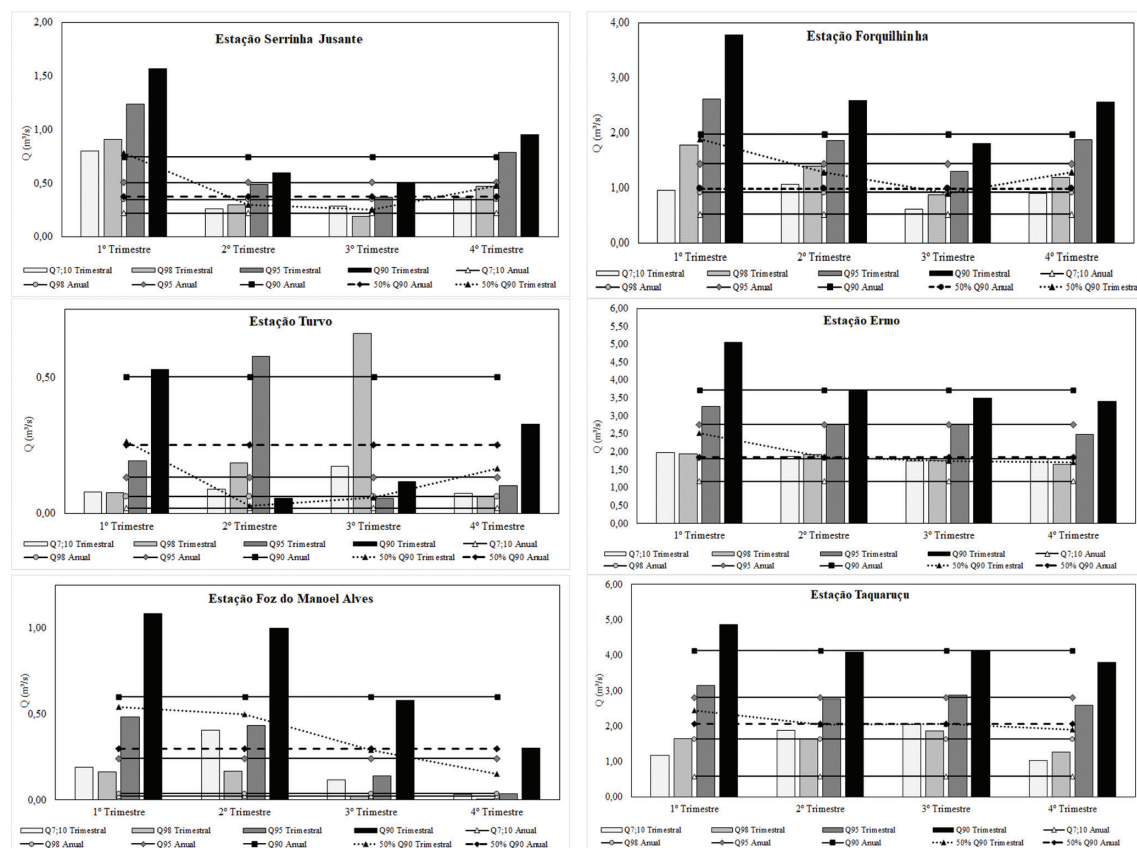 Estação Serrinha Jusante
2,00
1,50
1,00
0,50
0,00
Q (m³/s)
1º Trimestre 2º Trimestre 3º Trimestre 4º Trimestre
Q7;10 Trimestral Q98 Trimestral Q95 Trimestral Q90 Trimestral Q7;10 Anual
Q98 Anual Q95 Anual Q90 Anual 50% Q90 Anual 50% Q90 Trimestral
Estação Forquilhinha
4,00
3,00
2,00
1,00
0,00
Q (m³/s)
1º Trimestre 2º Trimestre 3º Trimestre 4º Trimestre
Q7;10 Trimestral Q98 Trimestral Q95 Trimestral Q90 Trimestral Q7;10 Anual
Q98 Anual Q95 Anual Q90 Anual 50% Q90 Anual 50% Q90 Trimestral
Estação Turvo
0,50
0,00
Q (m³/s)
1º Trimestre 2º Trimestre 3º Trimestre 4º Trimestre
Q7;10 Trimestral Q98 Trimestral Q95 Trimestral Q90 Trimestral Q7;10 Anual
Q98 Anual Q95 Anual Q90 Anual 50% Q90 Trimestral 50% Q90 Anual
Estação Ermo
6,00
5,50
5,00
4,50
4,00
3,50
3,00
2,50
2,00
1,50
1,00
0,50
0,00
Q (m³/s)
1º Trimestre 2º Trimestre 3º Trimestre 4º Trimestre
Q7;10 Trimestral Q98 Trimestral Q95 Trimestral Q90 Trimestral Q7;10 Anual
Q98 Anual Q95 Anual Q90 Anual 50% Q90 Trimestral 50% Q90 Anual
Estação Foz do Manoel Alves
1,00
0,50
0,00
Q (m³/s)
1º Trimestre 2º Trimestre 3º Trimestre 4º Trimestre
Q7;10 Trimestral Q98 Trimestral Q95 Trimestral Q90 Trimestral Q7;10 Anual
Q98 Anual Q95 Anual Q90 Anual 50% Q90 Trimestral 50% Q90 Anual
Estação Taquaruçu
6,00
5,00
4,00
3,00
2,00
1,00
0,00
Q (m³/s)
1º Trimestre 2º Trimestre 3º Trimestre 4º Trimestre
Q7;10 Trimestral Q98 Trimestral Q95 Trimestral Q90 Trimestral Q7;10 Anual
Q98 Anual Q95 Anual Q90 Anual 50% Q90 Trimestral 50% Q90 Anual